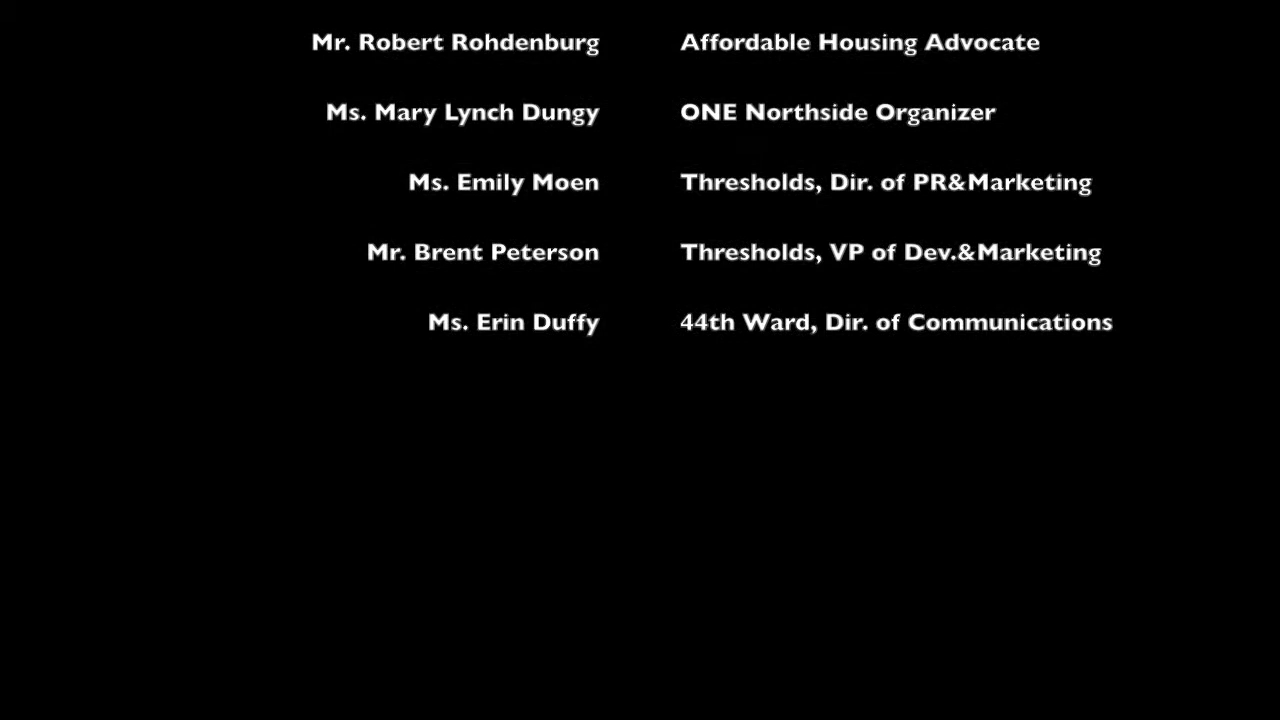 Mr. Robert Rohdenburg Affordable Housing Advocate
Ms. Mary Lynch Dungy ONE Northside Organizer
Ms. Emily Moen Thresholds, Dir. of PR&Marketing
Mr. Brent Peterson Thresholds, VP of Dev.&Marketing
Ms. Erin Duffy 44th Ward, Dir. of Communications